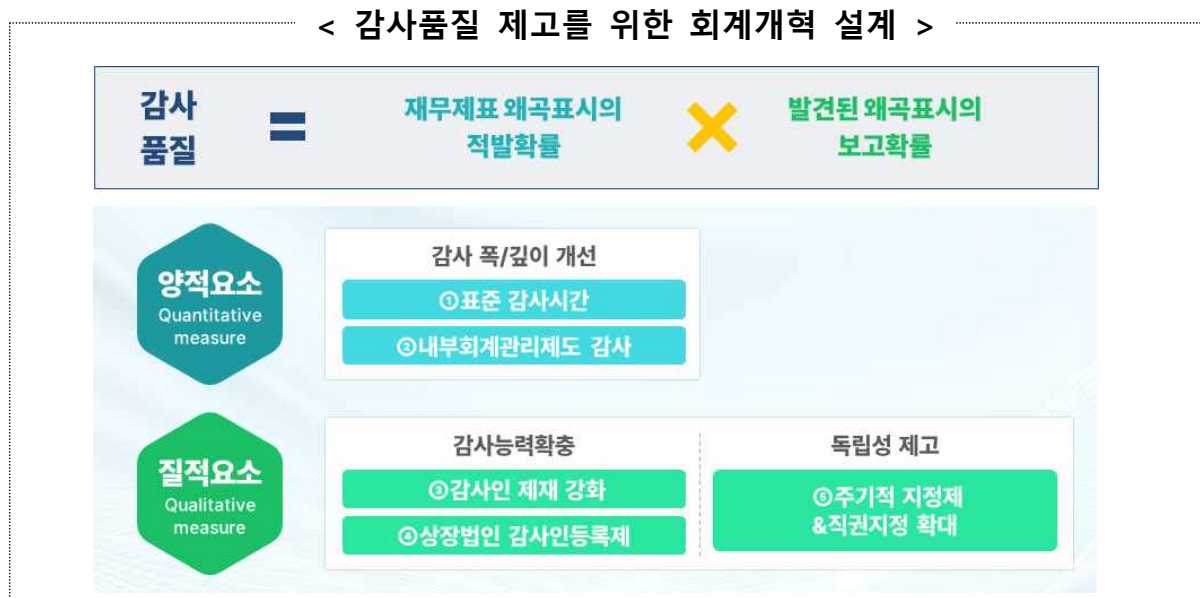 < 감사품질 제고를 위한 회계개혁 설계 >
감사
품질
=
재무제표 왜곡표시의
적발확률
×
발견된 왜곡표시의
보고확률
양적요소
Quantitative
measure
감사 폭/깊이 개선
①표준 감사시간
②내부회계관리제도 감사
질적요소
Qualitative
measure
감사능력확충
③감사인 제재 강화
④상장법인 감사인등록제
독립성 제고
⑤주기적 지정제
&직권지정 확대